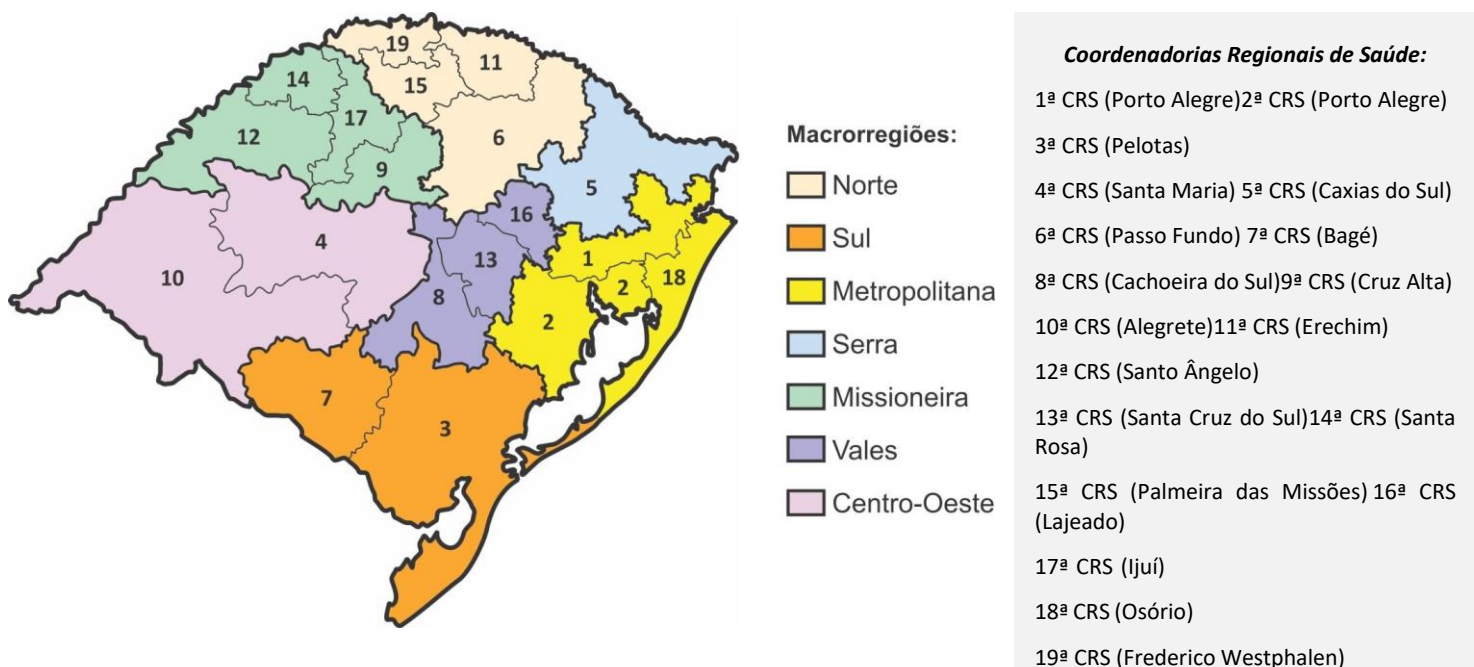 19
11
14
15
17
12
6
9
5
16
4
13
1
10
18
8
2
2
7
3
Macrorregiões:
Norte
Sul
Metropolitana
Serra
Missioneira
Vales
Centro-Oeste
Coordenadorias Regionais de Saúde:
1ª CRS (Porto Alegre)2ª CRS (Porto Alegre)
3ª CRS (Pelotas)
4ª CRS (Santa Maria) 5ª CRS (Caxias do Sul)
6ª CRS (Passo Fundo) 7ª CRS (Bagé)
8ª CRS (Cachoeira do Sul)9ª CRS (Cruz Alta)
10ª CRS (Alegrete)11ª CRS (Erechim)
12ª CRS (Santo Ângelo)
13ª CRS (Santa Cruz do Sul)14ª CRS (Santa
Rosa)
15ª CRS (Palmeira das Missões) 16ª CRS
(Lajeado)
17ª CRS (Ijuí)
18ª CRS (Osório)
19ª CRS (Frederico Westphalen)